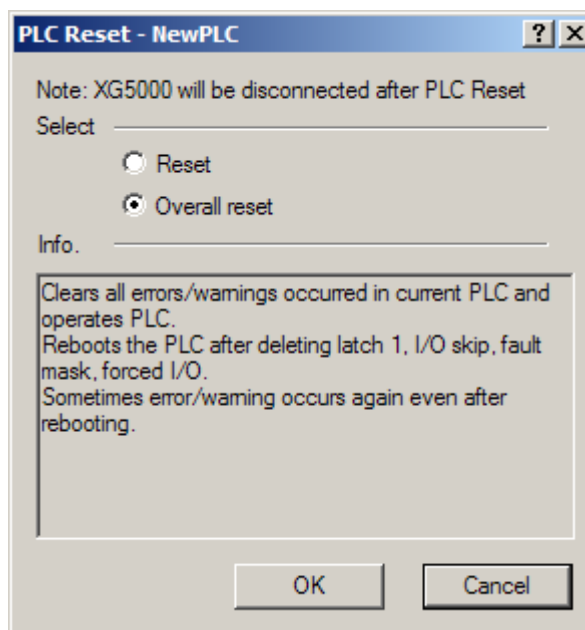 PLC Reset - NewPLC
Note: XG5000 will be disconnected after PLC Reset
Select
Reset
Overall reset
Info.
Clears all errors/warnings occurred in current PLC and
operates PLC.
Reboots the PLC after deleting latch 1, I/O skip, fault
mask, forced I/O.
Sometimes error/warning occurs again even after
rebooting.
OK Cancel